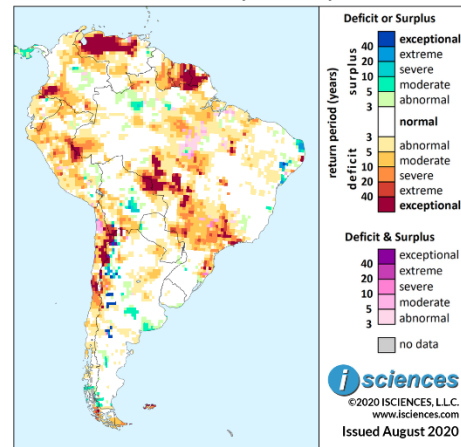 Deficit or Surplus
return period (years)
surplus
deficit
exceptional
40
extreme
20
severe
10
moderate
5
abnormal
3
normal
3
abnormal
5
moderate
10
severe
20
extreme
40
exceptional
Deficit & Surplus
exceptional
40
extreme
20
severe
10
moderate
5
abnormal
3
no data
i sciences
©2020 ISCIENCES, L.L.C.
www.isciences.com
Issued August 2020